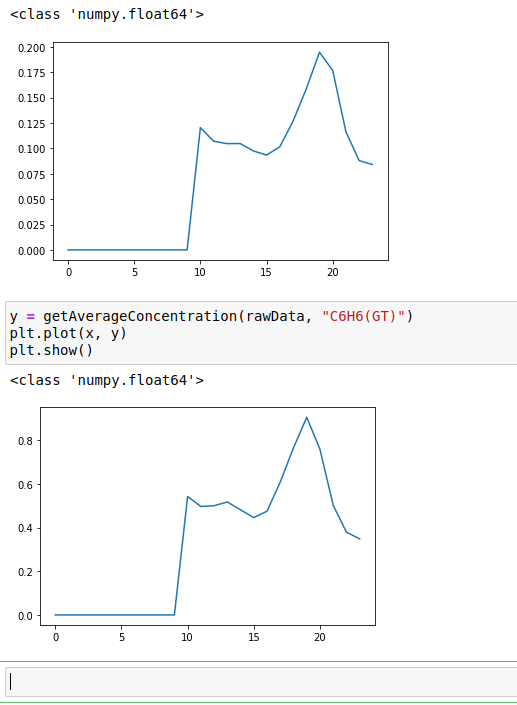 <class 'numpy.float64'>
0.200
0.175
0.150
0.125
0.100
0.075
0.050
0.025
0.000
0 5 10 15 20
y = getAverageConcentration(rawData, "C6H6(GT)")
plt.plot(x, y)
plt.show()
<class 'numpy.float64'>
0.8
0.6
0.4
0.2
0.0
0 5 10 15 20